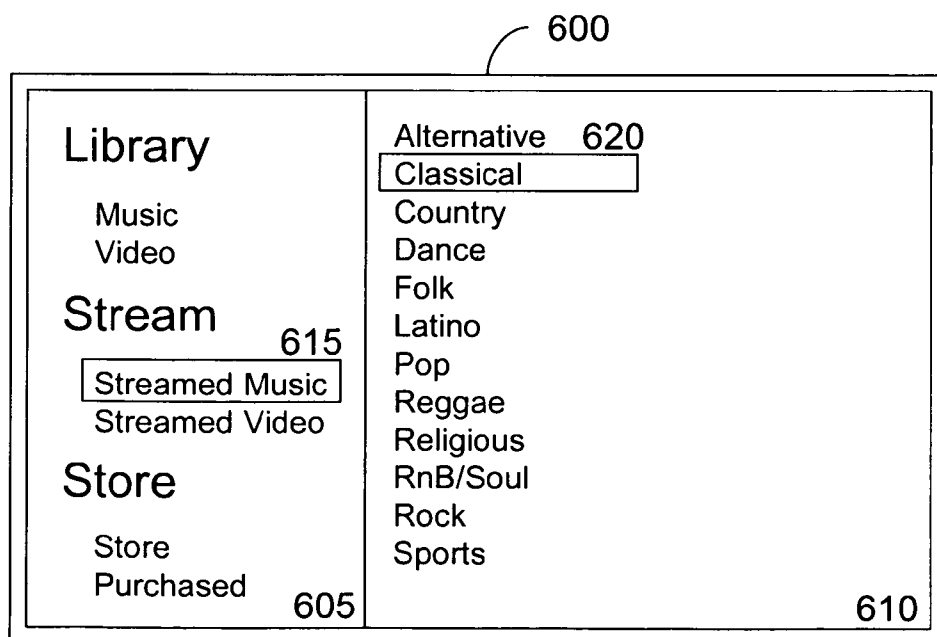 600
Library
Music
Video
Stream
615
Streamed Music
Streamed Video
Store
Store
Purchased
605
Alternative 620
Classical
Country
Dance
Folk
Latino
Pop
Reggae
Religious
RnB/Soul
Rock
Sports
610